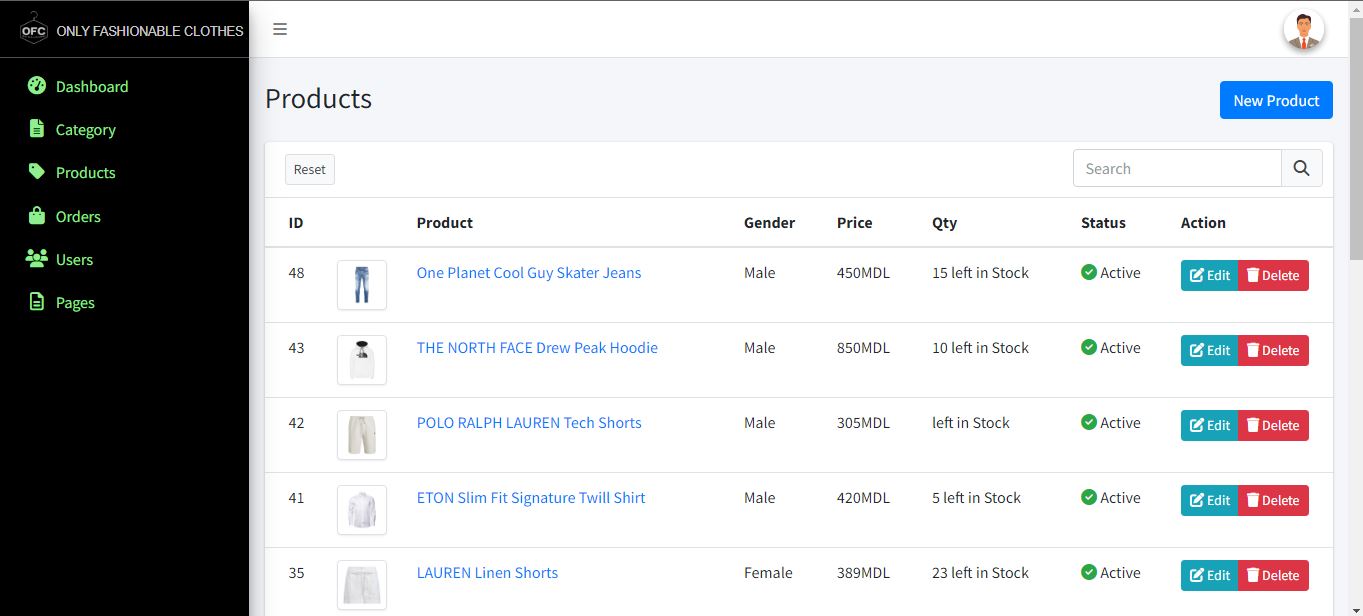 OFC ONLY FASHIONABLE CLOTHES
Dashboard
Category
Products
Orders
Users
Pages
Products
New Product
Reset
Search
ID Product Gender Price Qty Status Action
48 One Planet Cool Guy Skater Jeans Male 450MDL 15 left in Stock Active Edit Delete
43 THE NORTH FACE Drew Peak Hoodie Male 850MDL 10 left in Stock Active Edit Delete
42 POLO RALPH LAUREN Tech Shorts Male 305MDL left in Stock Active Edit Delete
41 ETON Slim Fit Signature Twill Shirt Male 420MDL 5 left in Stock Active Edit Delete
35 LAUREN Linen Shorts Female 389MDL 23 left in Stock Active Edit Delete